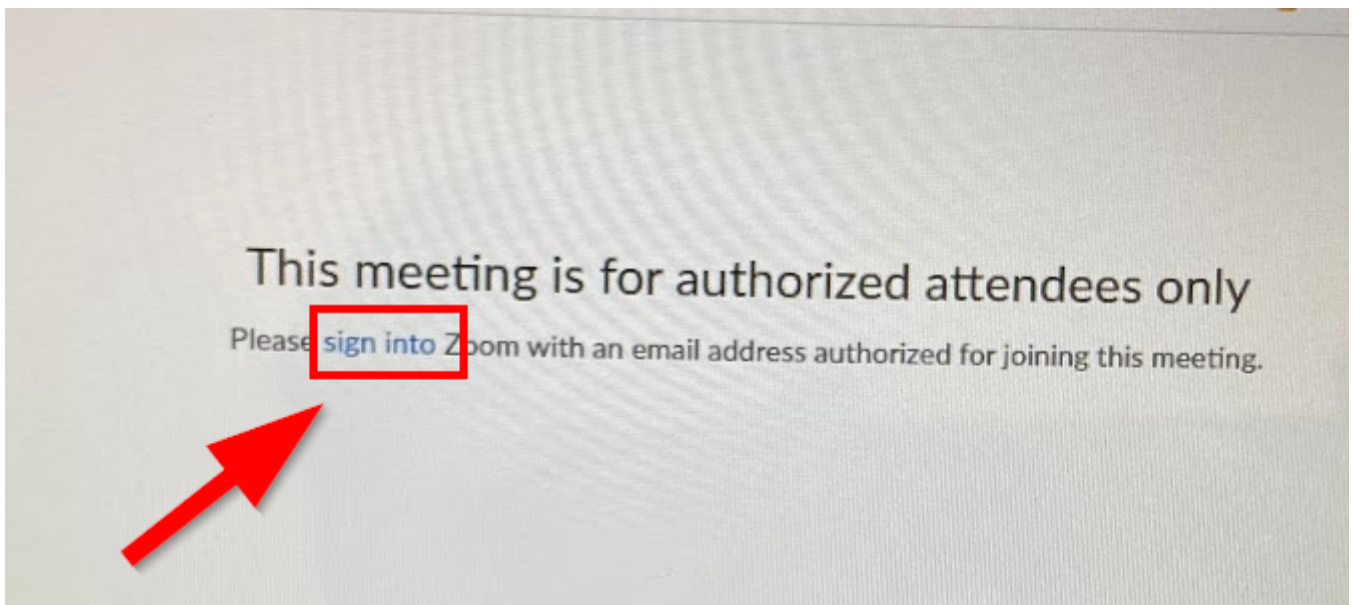 This meeting is for authorized attendees only
Please sign into Zoom with an email address authorized for joining this meeting.